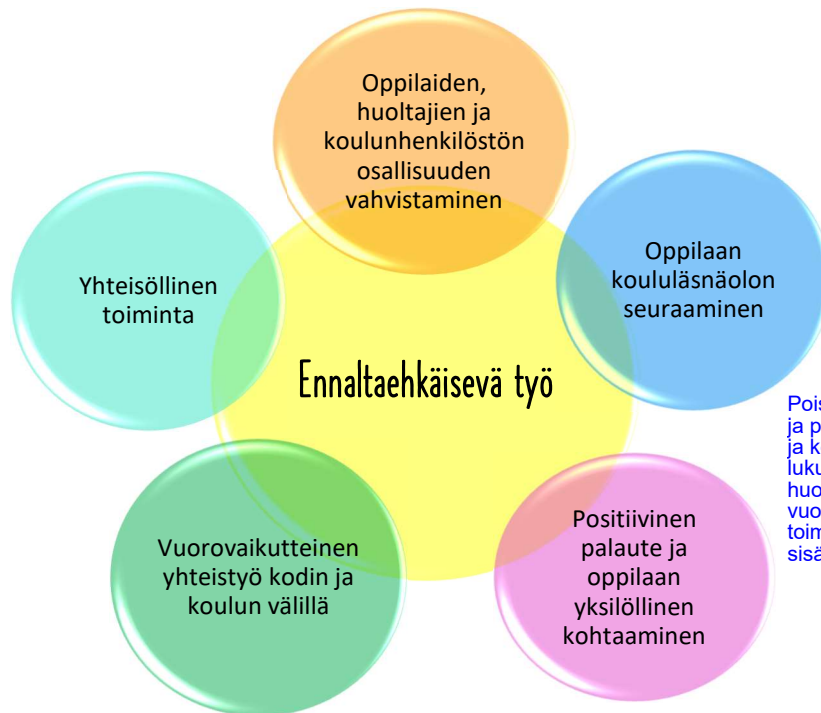 Oppilaiden,
huoltajien ja
koulunhenkilöstön
osallisuuden
vahvistaminen
Oppilaan
koululäsnäolon
seuraaminen
Yhteisöllinen
toiminta
Ennaltaehkäisevä työ
Positiivinen
palaute ja
oppilaan
yksilöllinen
kohtaaminen
Vuorovaikutteinen
yhteistyö kodin ja
koulun välillä
ja